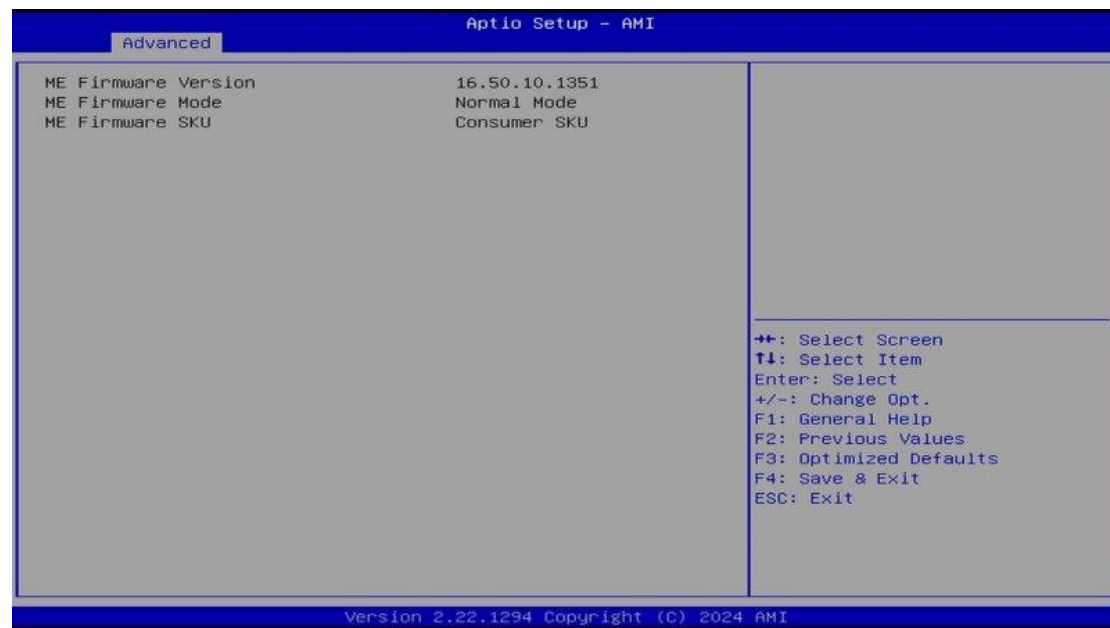 Aptio Setup – AMI
Advanced
ME Firmware Version 16.50.10.1351
ME Firmware Mode Normal Mode
ME Firmware SKU Consumer SKU
→←: Select Screen
↑↓: Select Item
Enter: Select
+/-: Change Opt.
F1: General Help
F2: Previous Values
F3: Optimized Defaults
F4: Save & Exit
ESC: Exit
Version 2.22.1294 Copyright (C) 2024 AMI